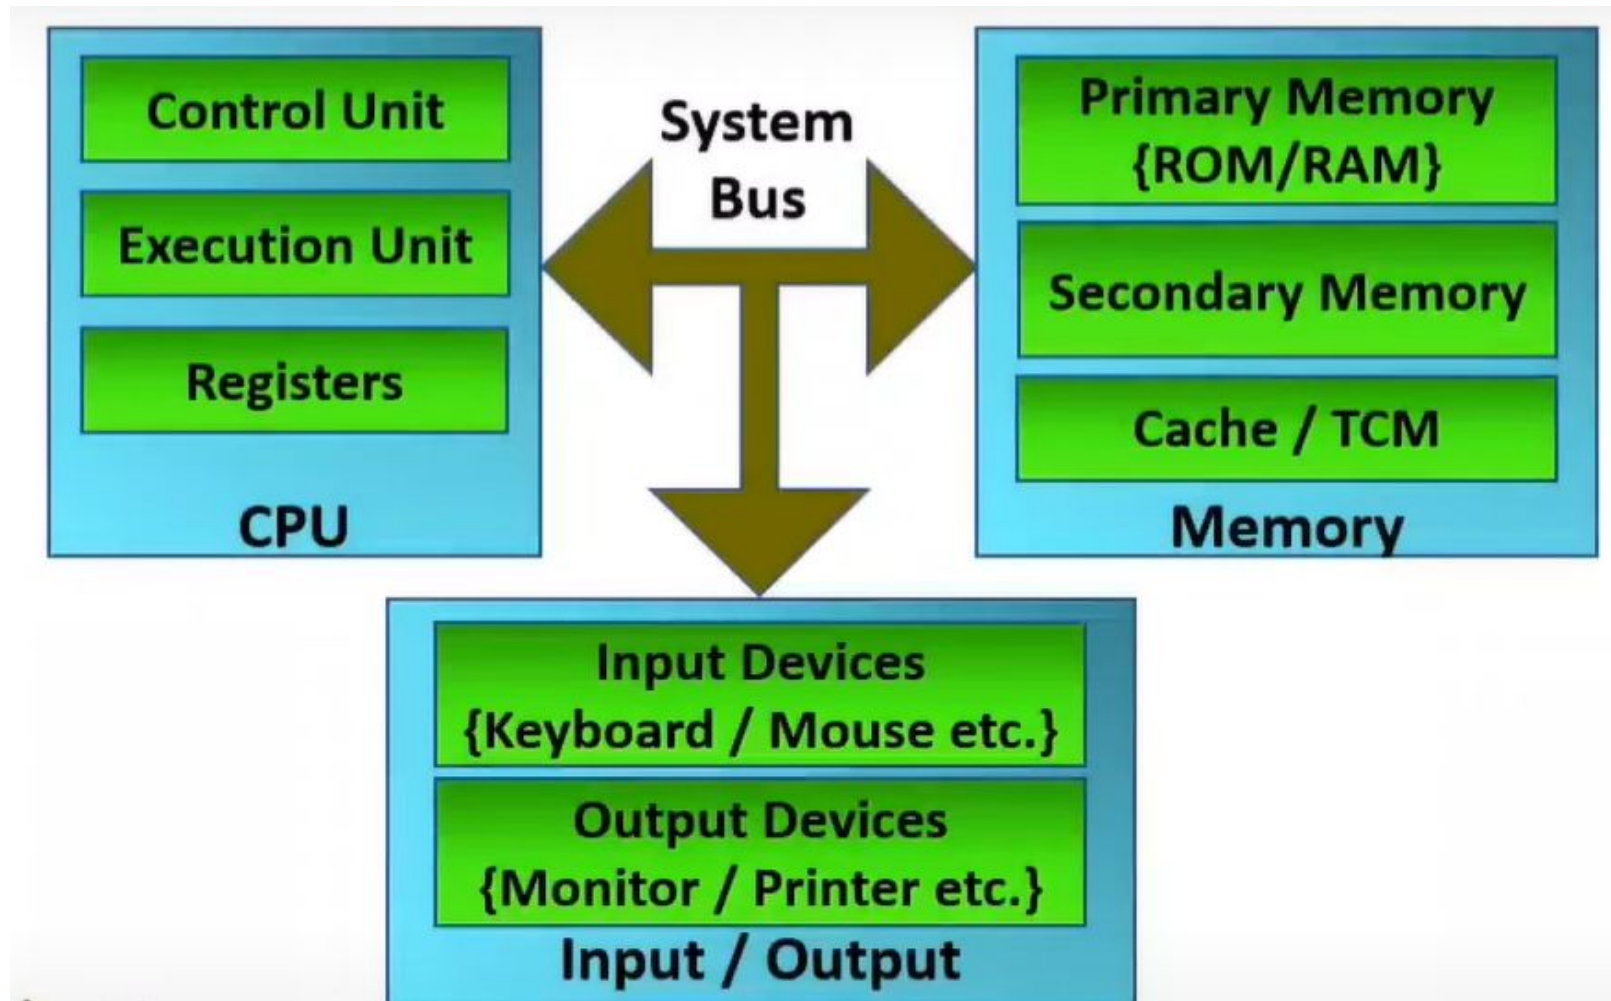 Control Unit
Execution Unit
Registers
CPU
System
Bus
Primary Memory
{ROM/RAM}
Secondary Memory
Cache / TCM
Memory
Input Devices
{Keyboard / Mouse etc.}
Output Devices
{Monitor / Printer etc.}
Input / Output